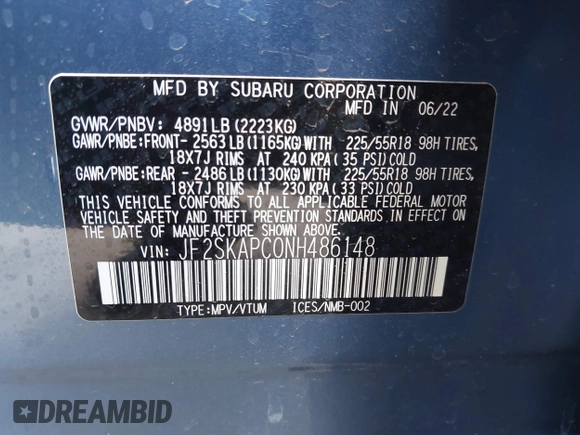 MFD BY SUBARU CORPORATION
MFD IN 06/22
GVWR/PNBV: 4891LB(2223KG)
GAWR/PNBE:FRONT- 2563LB(1165KG)WITH 225/55R18 98H TIRES,
18X7J RIMS AT 240 KPA( 35 PSI)COLD
GAWR/PNBE:REAR - 2486LB(1130KG)WITH 225/55R18 98H TIRES,
18X7J RIMS AT 230 KPA( 33 PSI)COLD
THIS VEHICLE CONFORMS TO ALL APPLICABLE FEDERAL MOTOR
VEHICLE SAFETY AND THEFT PREVENTION STANDARDS IN EFFECT
ON THE DATE OF MANUFACTURE SHOWN ABOVE.
VIN: JF2SKAPC0NH486148
TYPE:MPV/VTUM ICES/NMB-002
DREAMBID